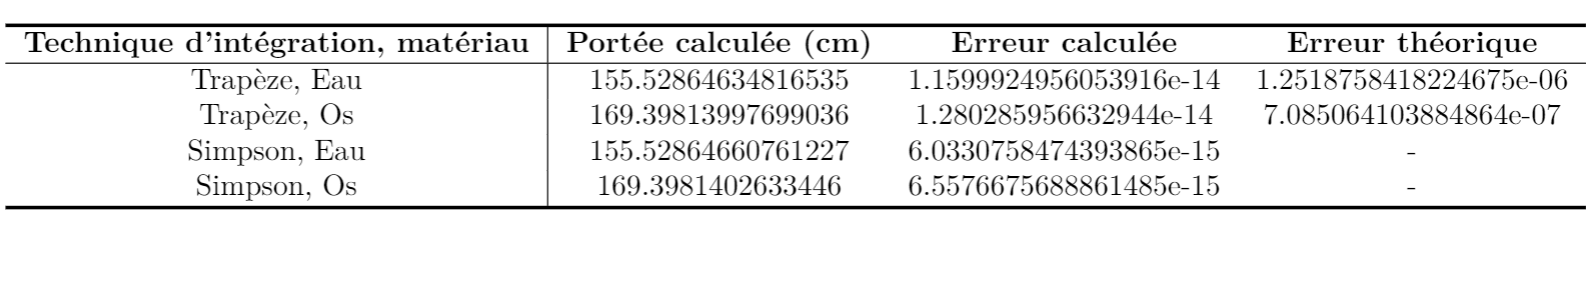 Technique d'intégration, matériau Portée calculée (cm) Erreur calculée Erreur théorique
Trapèze, Eau 155.52864634816535 1.1599924956053916e-14 1.2518758418224675e-06
Trapèze, Os 169.39813997699036 1.280285956632944e-14 7.085064103884864e-07
Simpson, Eau 155.52864660761227 6.0330758474393865e-15 -
Simpson, Os 169.3981402633446 6.5576675688861485e-15 -